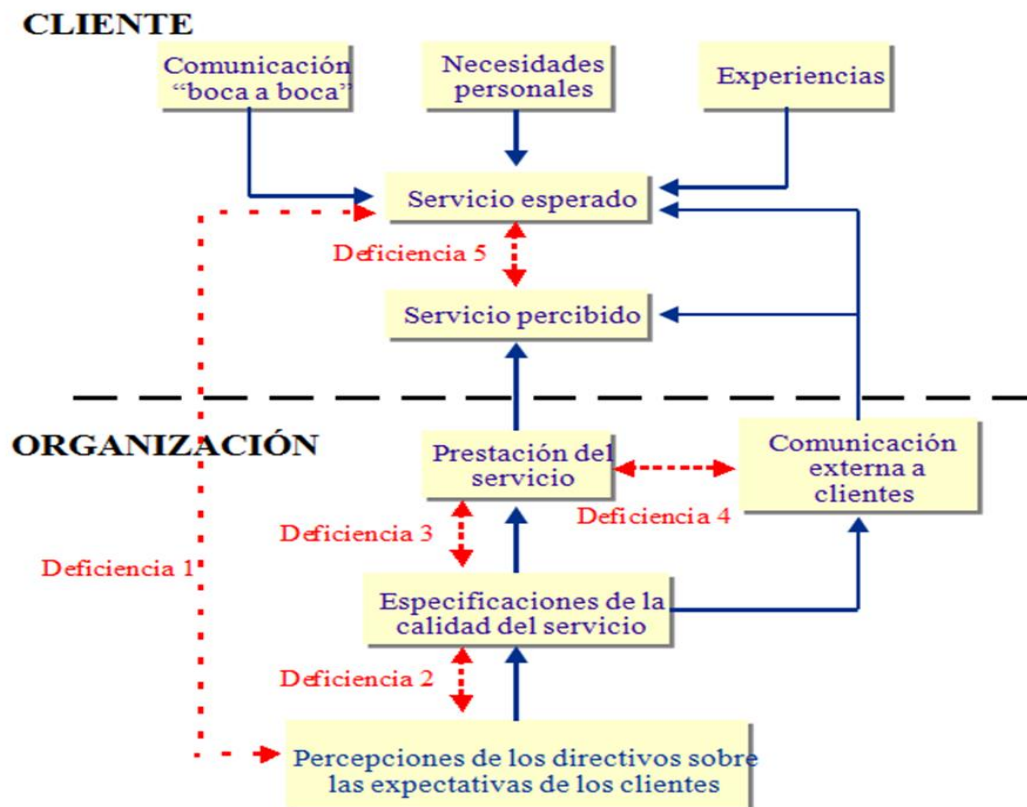 CLIENTE
Comunicación
“boca a boca”
Necesidades
personales
Experiencias
Servicio esperado
Deficiencia 5
Servicio percibido
ORGANIZACIÓN
Prestación del
servicio
Comunicación
externa a
clientes
Deficiencia 4
Deficiencia 3
Deficiencia 1
Especificaciones de la
calidad del servicio
Deficiencia 2
Percepciones de los directivos sobre
las expectativas de los clientes